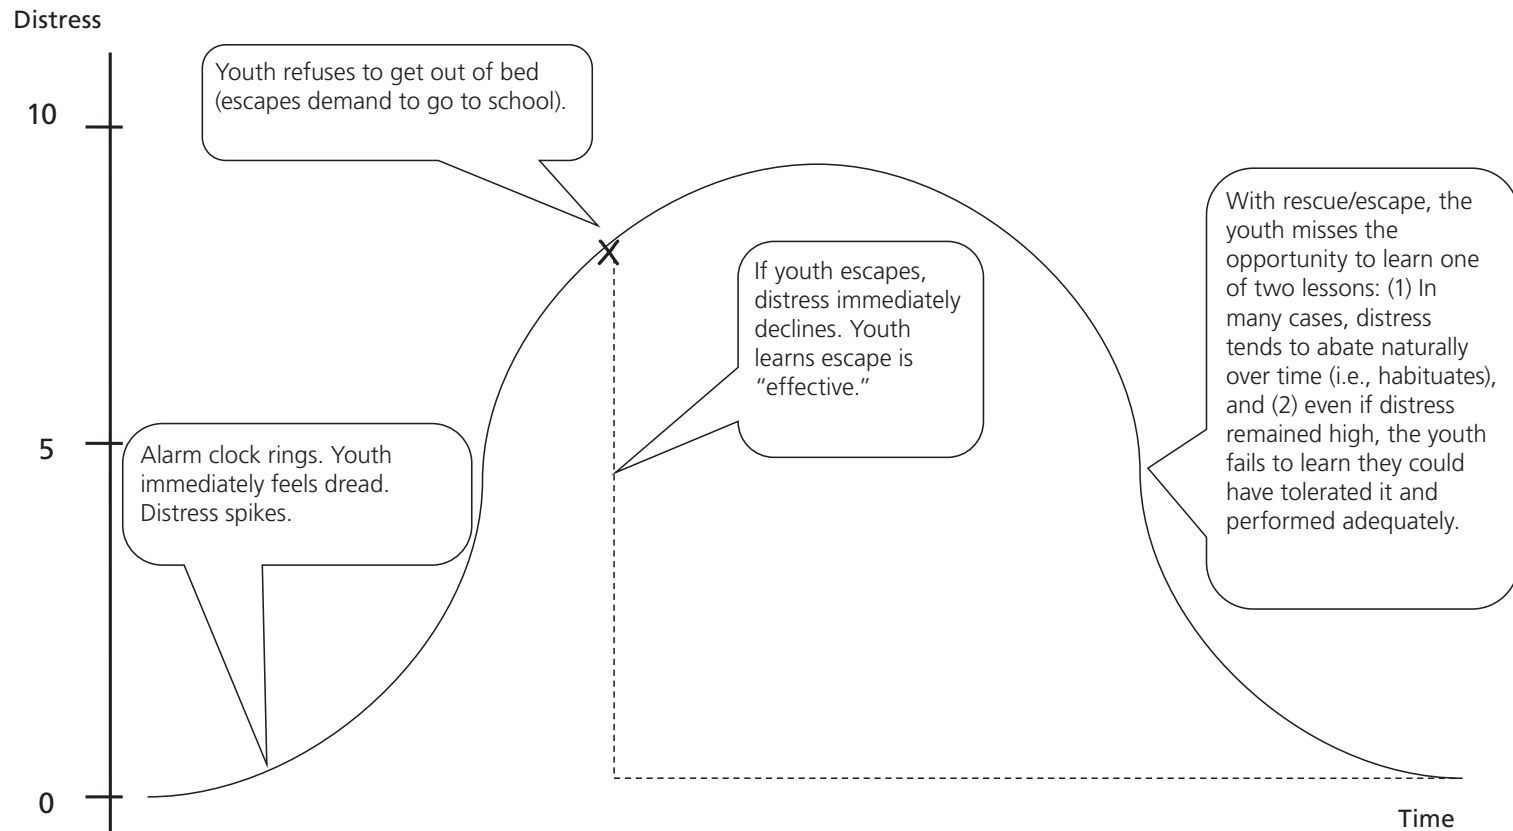 Distress
Youth refuses to get out of bed
(escapes demand to go to school).
10
With rescue/escape, the
youth misses the
opportunity to learn one
of two lessons: (1) In
many cases, distress
tends to abate naturally
over time (i.e., habituates),
and (2) even if distress
remained high, the youth
fails to learn they could
have tolerated it and
performed adequately.
If youth escapes,
distress immediately
declines. Youth
learns escape is
“effective.”
5
Alarm clock rings. Youth
immediately feels dread.
Distress spikes.
0
Time